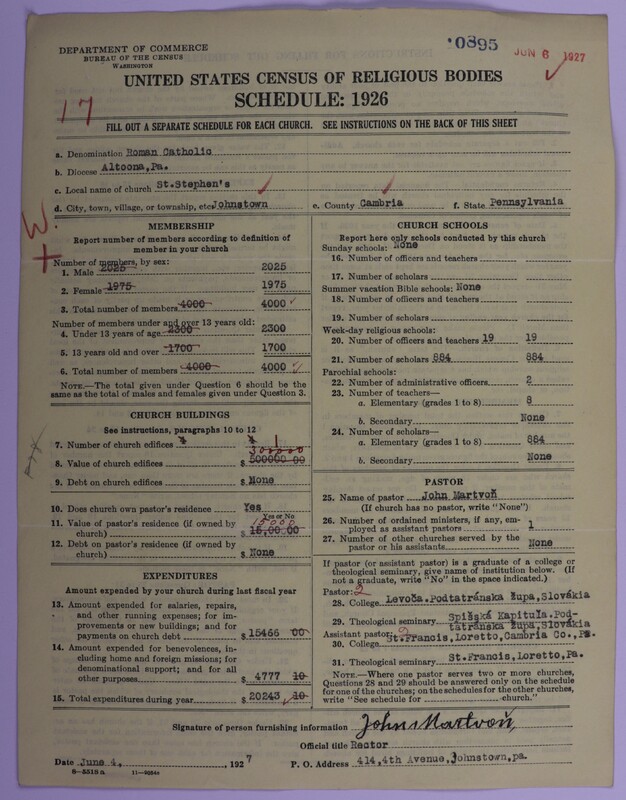 DEPARTMENT OF COMMERCE
BUREAU OF THE CENSUS
WASHINGTON
0895
JUN 6 1927
UNITED STATES CENSUS OF RELIGIOUS BODIES
SCHEDULE: 1926
17
FILL OUT A SEPARATE SCHEDULE FOR EACH CHURCH. SEE INSTRUCTIONS ON THE BACK OF THIS SHEET
a. Denomination Roman Catholic
b. Diocese Altoona,Pa.
c. Local name of church St.Stephen's
d. City, town, village, or township, etc. Johnstown e. County Cambria f. State Pennsylvania
W
MEMBERSHIP
Report number of members according to definition of
member in your church
Number of members, by sex:
1. Male 2025 2025
2. Female 1975 1975
3. Total number of members 4000 4000
Number of members under and over 13 years old:
4. Under 13 years of age 2300 2300
5. 13 years old and over 1700 1700
6. Total number of members 4000 4000
NOTE.—The total given under Question 6 should be the
same as the total of males and females given under Question 3.
CHURCH BUILDINGS
See instructions, paragraphs 10 to 12
7. Number of church edifices 1
300000
8. Value of church edifices $ 500000 00
9. Debt on church edifices $ None
10. Does church own pastor's residence Yes
Yes or No
11. Value of pastor's residence (if owned by
15000
church) $ 15,00.00
12. Debt on pastor's residence (if owned by
church) $ None
EXPENDITURES
Amount expended by your church during last fiscal year
13. Amount expended for salaries, repairs,
and other running expenses; for im-
provements or new buildings; and for
payments on church debt $ 15466 00
14. Amount expended for benevolences, in-
cluding home and foreign missions; for
denominational support; and for all
other purposes $ 4777 10
15. Total expenditures during year $ 20243 10
CHURCH SCHOOLS
Report here only schools conducted by this church
Sunday schools: None
16. Number of officers and teachers
17. Number of scholars
Summer vacation Bible schools: None
18. Number of officers and teachers
19. Number of scholars
Week-day religious schools:
20. Number of officers and teachers 19 19
21. Number of scholars 884 884
Parochial schools:
22. Number of administrative officers 2
23. Number of teachers—
a. Elementary (grades 1 to 8) 8
b. Secondary None
24. Number of scholars—
a. Elementary (grades 1 to 8) 884
b. Secondary None
PASTOR
25. Name of pastor John Martvoň
(If church has no pastor, write "None")
26. Number of ordained ministers, if any, em-
ployed as assistant pastors 1
27. Number of other churches served by the
pastor or his assistants None
If pastor (or assistant pastor) is a graduate of a college or
theological seminary, give name of institution below. (If
not a graduate, write "No" in the space indicated.)
Pastor: 2
28. College Levoča.Podtatránska župa,Slovákia
29. Theological seminary Spišská Kapitula.Pod-
tatránska župa,Slovákia
Assistant pastor: 2
30. College St.Francis,Loretto,Cambria Co., Pa.
31. Theological seminary St.Francis,Loretto,Pa.
NOTE.—Where one pastor serves two or more churches,
Questions 28 and 29 should be answered only on the schedule
for one of the churches; on the schedules for the other churches,
write "See schedule for church."
Signature of person furnishing information John Martvoň,
Official title Rector
Date June 4, 1927 P. O. Address 414,4th Avenue,Johnstown,pa.
8-5518a 11-9554a